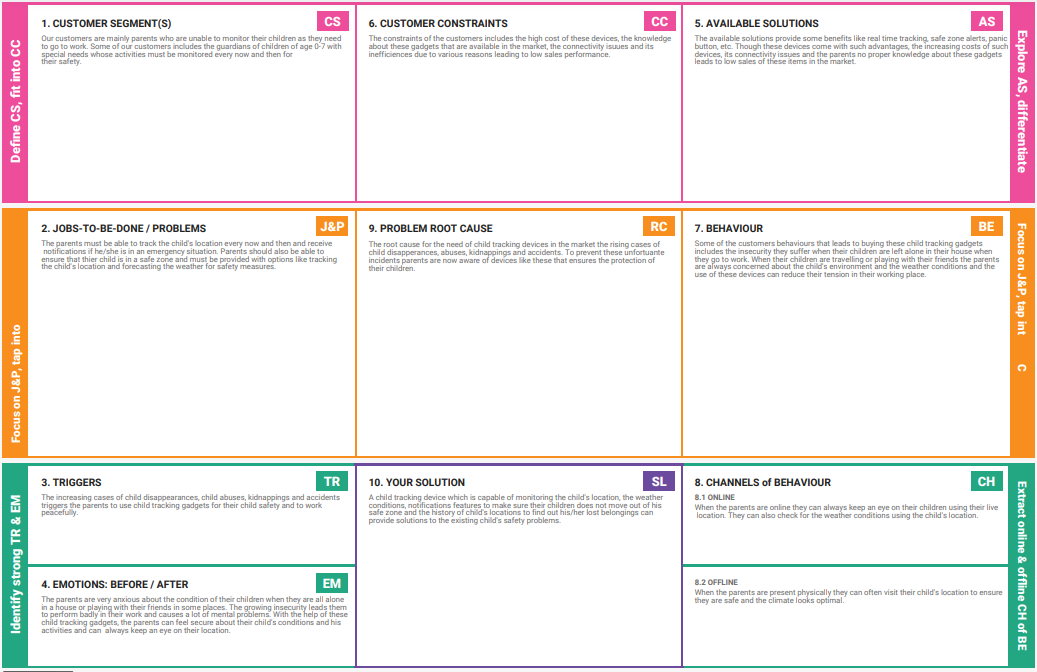 Define CS, fit into CC
1. CUSTOMER SEGMENT(S)
CS
Our customers are mainly parents who are unable to monitor their children as they need
to go to work. Some of our customers includes the guardians of children of age 0-7 with
special needs whose activities must be monitored every now and then for
their safety.
6. CUSTOMER CONSTRAINTS
CC
The constraints of the customers includes the high cost of these devices, the knowledge
about these gadgets that are available in the market, the connectivity issues and its
inefficiences due to various reasons leading to low sales performance.
5. AVAILABLE SOLUTIONS
AS
The available solutions provide some benefits like real time tracking, safe zone alerts, panic
button, etc. Though these devices come with such advantages, the increasing costs of such
devices, its connectivity issues and the parents no proper knowledge about these gadgets
leads to low sales of these items in the market.
Explore AS, differentiate
Focus on J&P, tap into
2. JOBS-TO-BE-DONE / PROBLEMS
J&P
The parents must be able to track the child's location every now and then and receive
notifications if he/she is in an emergency situation. Parents should also be able to
ensure that their child is in a safe zone and must be provided with options like tracking
the child's location and forecasting the weather for safety measures.
9. PROBLEM ROOT CAUSE
RC
The root cause for the need of child tracking devices in the market the rising cases of
child disapperances, abuses, kidnappings and accidents. To prevent these unfortuante
incidents parents are now aware of devices like these that ensures the protection of
their children.
7. BEHAVIOUR
BE
Some of the customers behaviours that leads to buying these child tracking gadgets
includes the insecurity they suffer when their children are left alone in their house when
they go to work. When their children are travelling or playing with their friends the parents
are always concerned about the child's environment and the weather conditions and the
use of these devices can reduce their tension in their working place.
Focus on J&P, tap int C
Identify strong TR & EM
3. TRIGGERS
TR
The increasing cases of child disappearances, child abuses, kidnappings and accidents
triggers the parents to use child tracking gadgets for their child safety and to work
peacefully.
4. EMOTIONS: BEFORE / AFTER
EM
The parents are very anxious about the condition of their children when they are all alone
in a house or playing with their friends in some places. The growing insecurity leads them
to perform badly in their work and causes a lot of mental problems. With the help of these
child tracking gadgets, the parents can feel secure about their child's conditions and his
activities and can always keep an eye on their location.
10. YOUR SOLUTION
SL
A child tracking device which is capable of monitoring the child's location, the weather
conditions, notifications features to make sure their children does not move out of his
safe zone and the history of child's locations to find out his/her lost belongings can
provide solutions to the existing child's safety problems.
8. CHANNELS of BEHAVIOUR
CH
8.1 ONLINE
When the parents are online they can always keep an eye on their children using their live
location. They can also check for the weather conditions using the child's location.
8.2 OFFLINE
When the parents are present physically they can often visit their child's location to ensure
they are safe and the climate looks optimal.
Extract online & offline CH of BE